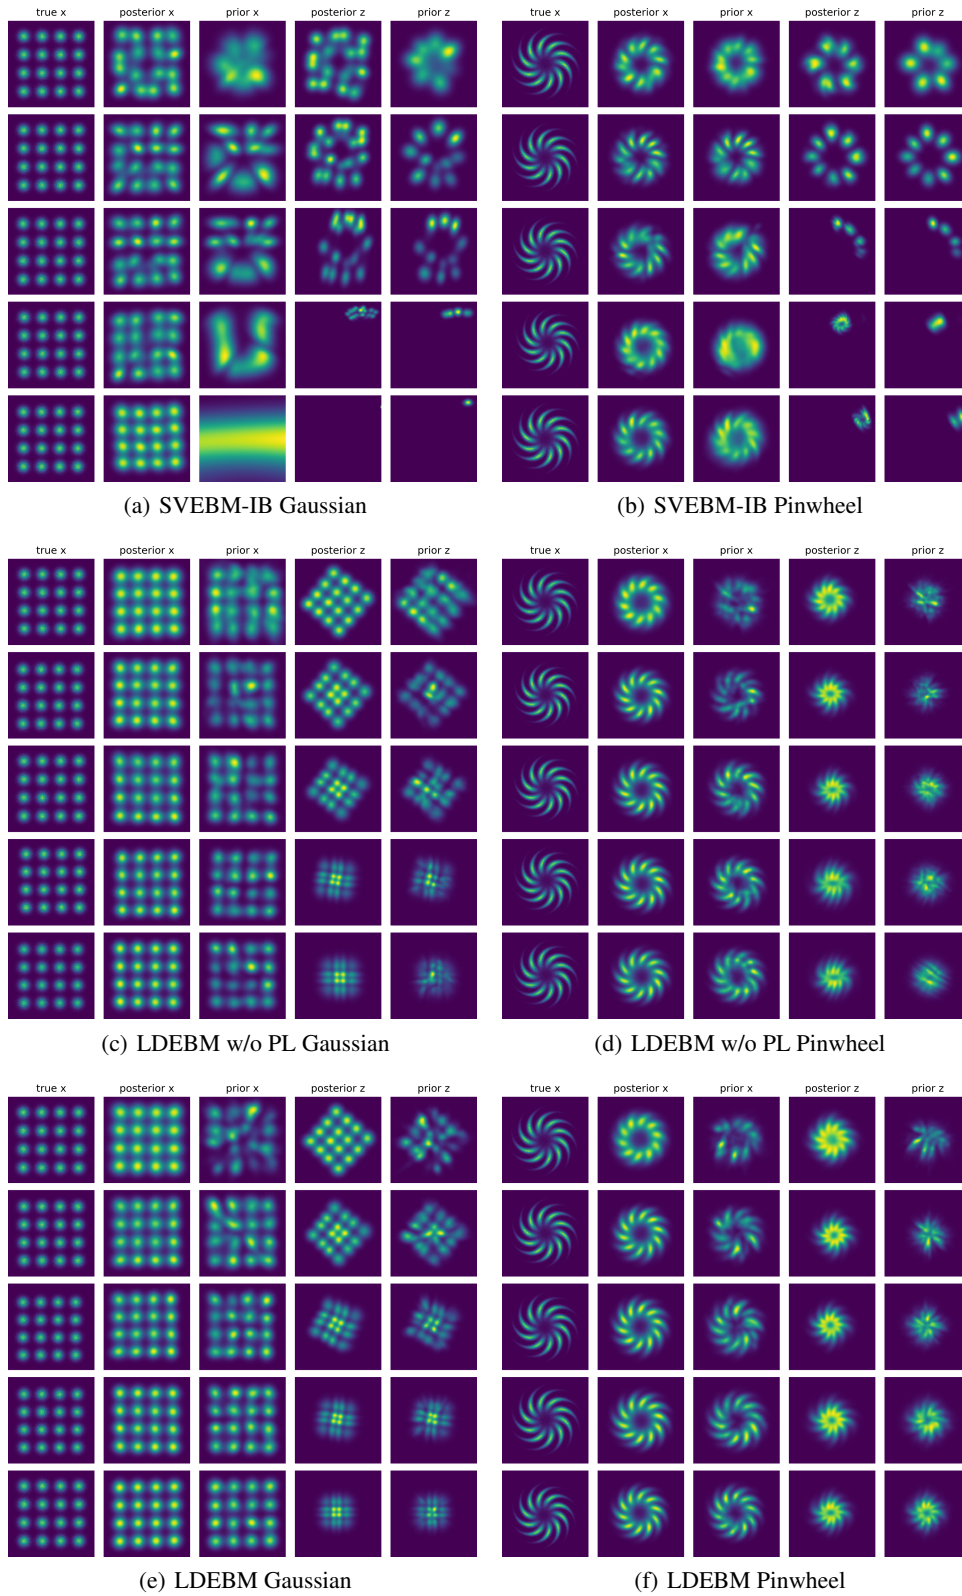 true x posterior x prior x posterior z prior z
true x posterior x prior x posterior z prior z
(a) SVEBM-IB Gaussian
(b) SVEBM-IB Pinwheel
true x posterior x prior x posterior z prior z
true x posterior x prior x posterior z prior z
(c) LDEBM w/o PL Gaussian
(d) LDEBM w/o PL Pinwheel
true x posterior x prior x posterior z prior z
true x posterior x prior x posterior z prior z
(e) LDEBM Gaussian
(f) LDEBM Pinwheel